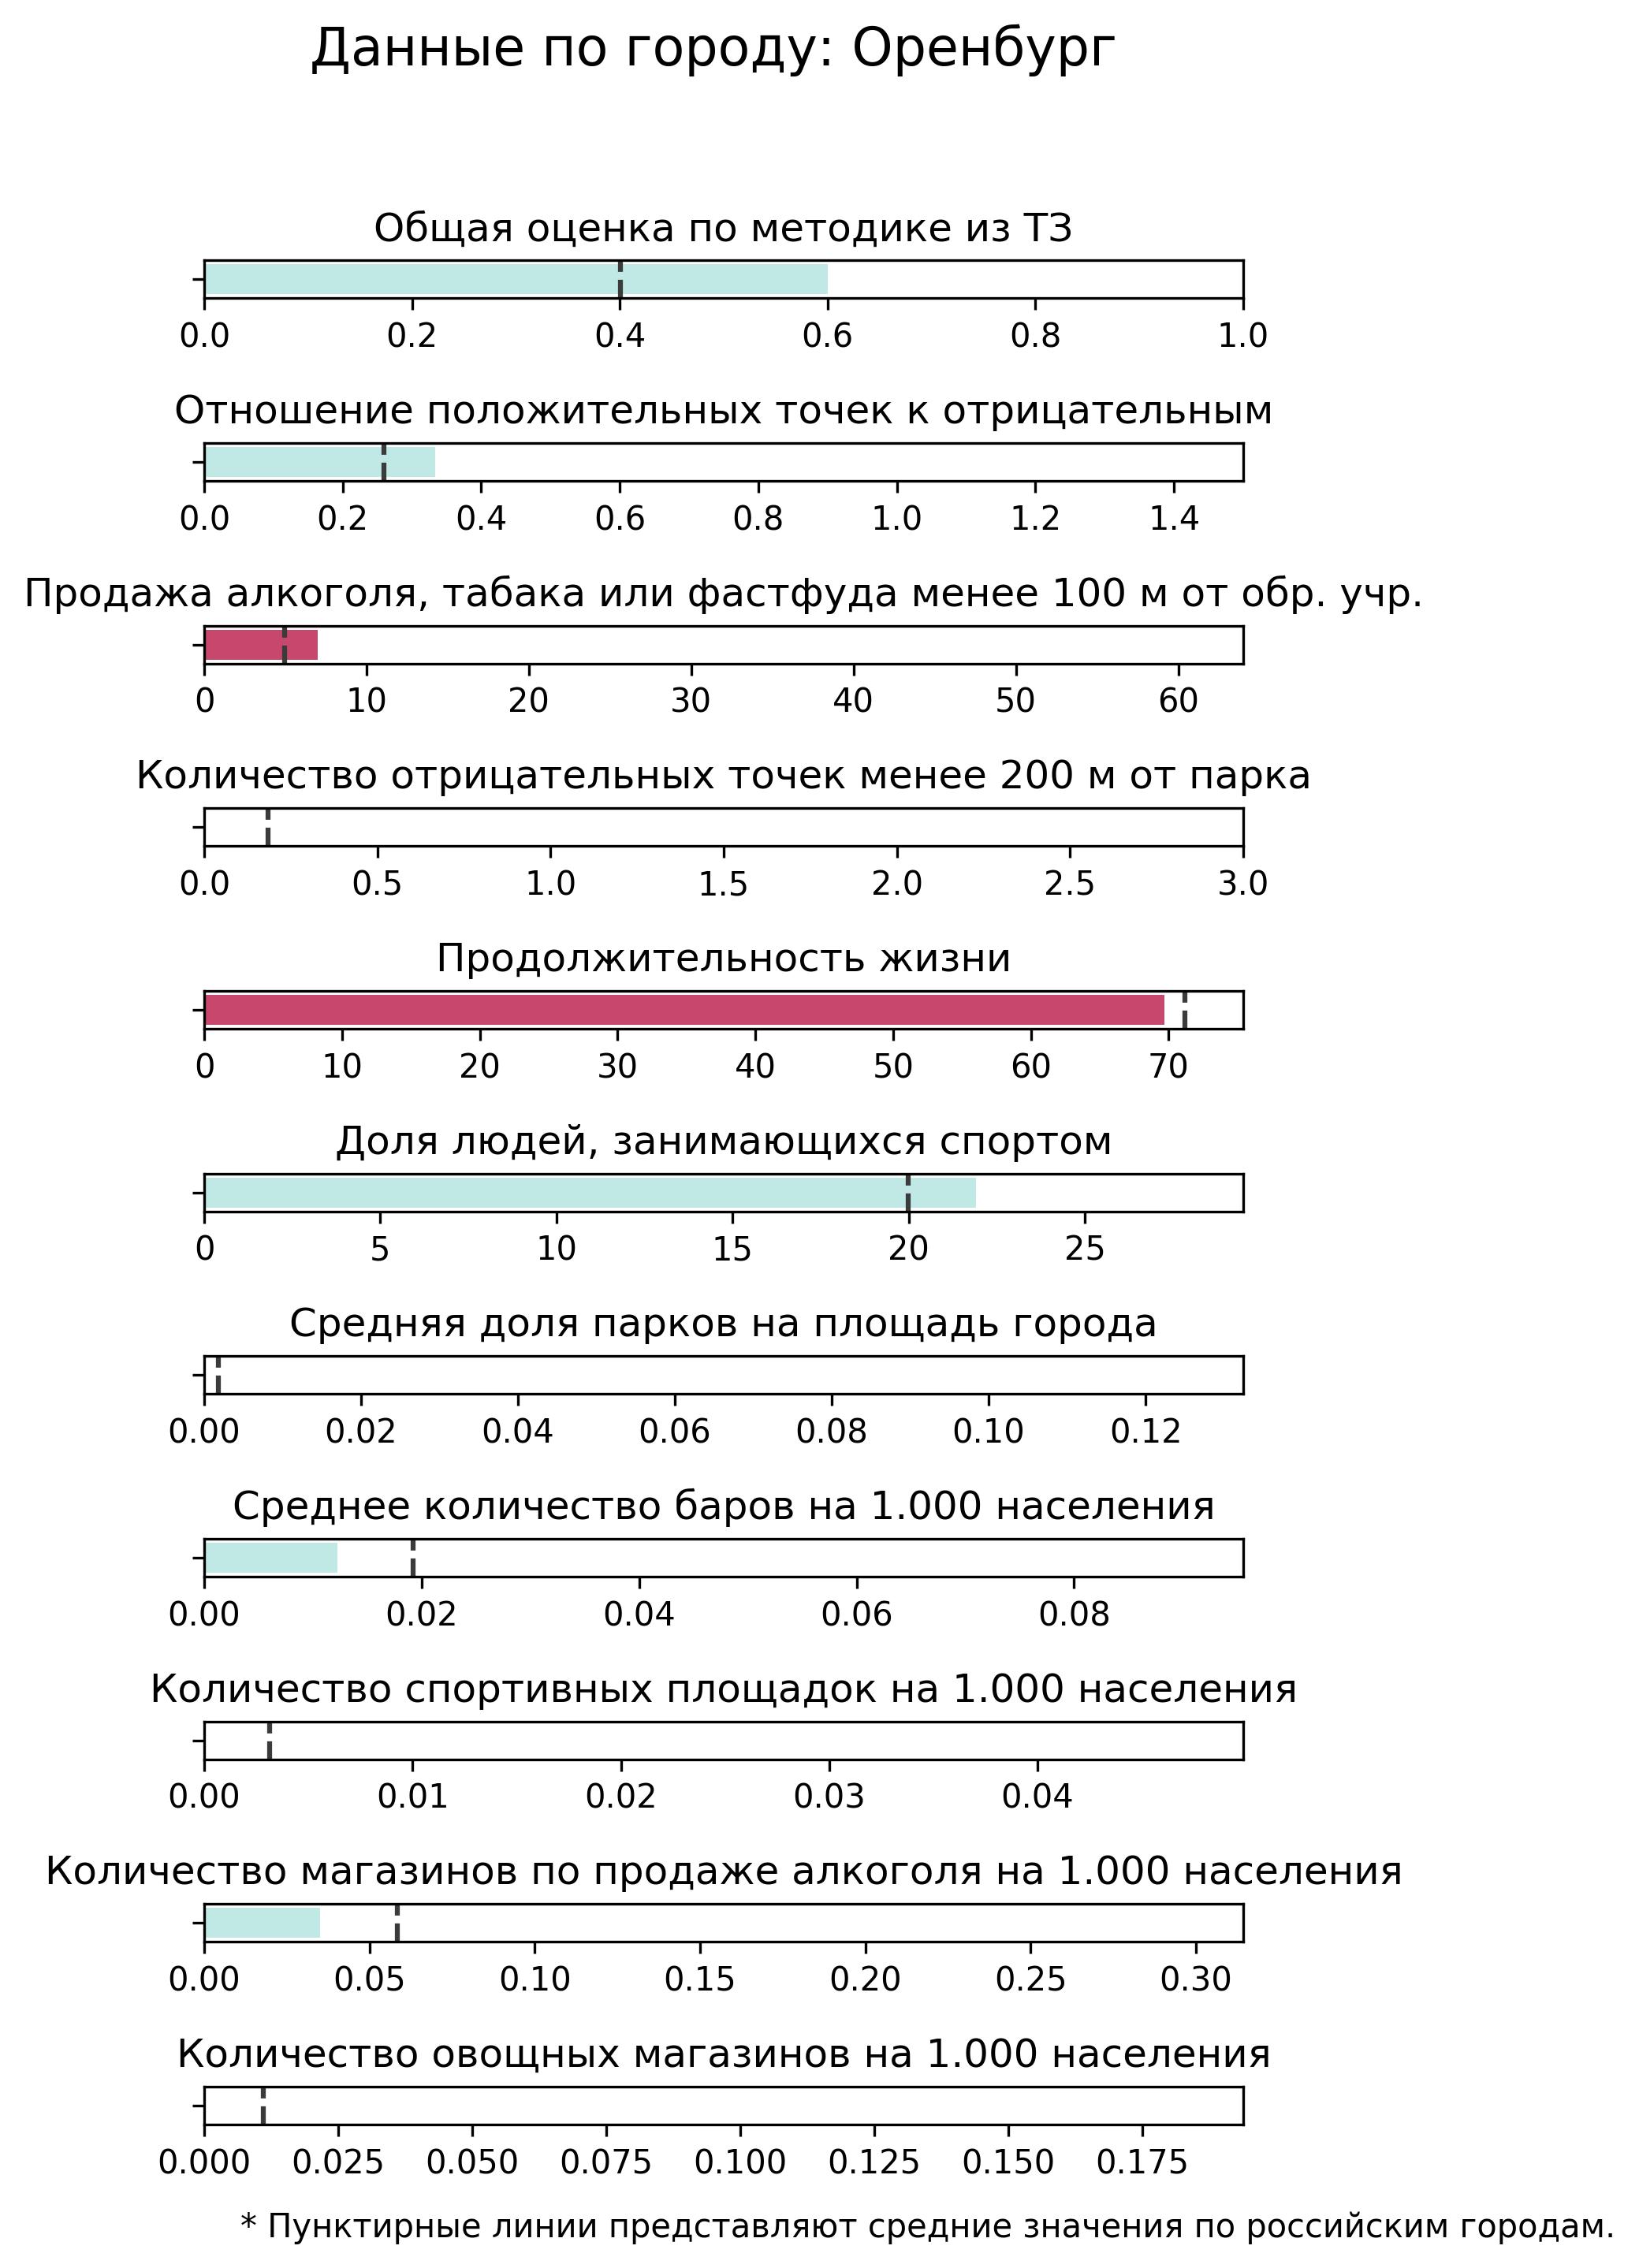 Данные по городу: Оренбург
Общая оценка по методике из ТЗ
0.0 0.2 0.4 0.6 0.8 1.0
Отношение положительных точек к отрицательным
0.0 0.2 0.4 0.6 0.8 1.0 1.2 1.4
Продажа алкоголя, табака или фастфуда менее 100 м от обр. учр.
0 10 20 30 40 50 60
Количество отрицательных точек менее 200 м от парка
0.0 0.5 1.0 1.5 2.0 2.5 3.0
Продолжительность жизни
0 10 20 30 40 50 60 70
Доля людей, занимающихся спортом
0 5 10 15 20 25
Средняя доля парков на площадь города
0.00 0.02 0.04 0.06 0.08 0.10 0.12
Среднее количество баров на 1.000 населения
0.00 0.02 0.04 0.06 0.08
Количество спортивных площадок на 1.000 населения
0.00 0.01 0.02 0.03 0.04
Количество магазинов по продаже алкоголя на 1.000 населения
0.00 0.05 0.10 0.15 0.20 0.25 0.30
Количество овощных магазинов на 1.000 населения
0.000 0.025 0.050 0.075 0.100 0.125 0.150 0.175
* Пунктирные линии представляют средние значения по российским городам.